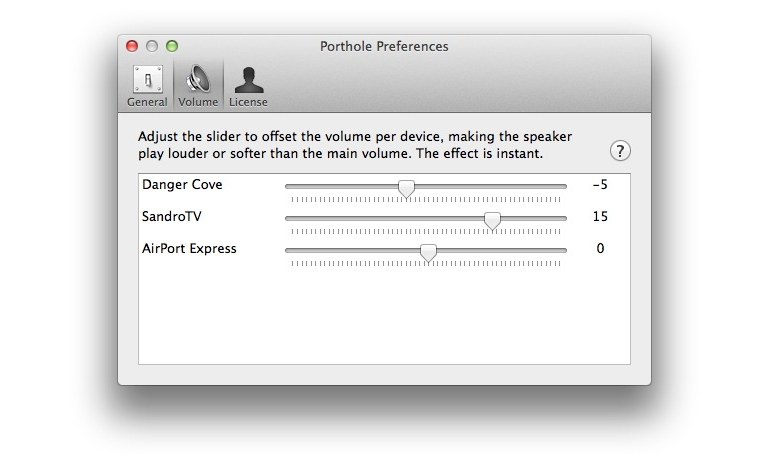 Porthole Preferences
General Volume License
Adjust the slider to offset the volume per device, making the speaker
play louder or softer than the main volume. The effect is instant.
?
Danger Cove −5
SandroTV 15
AirPort Express 0